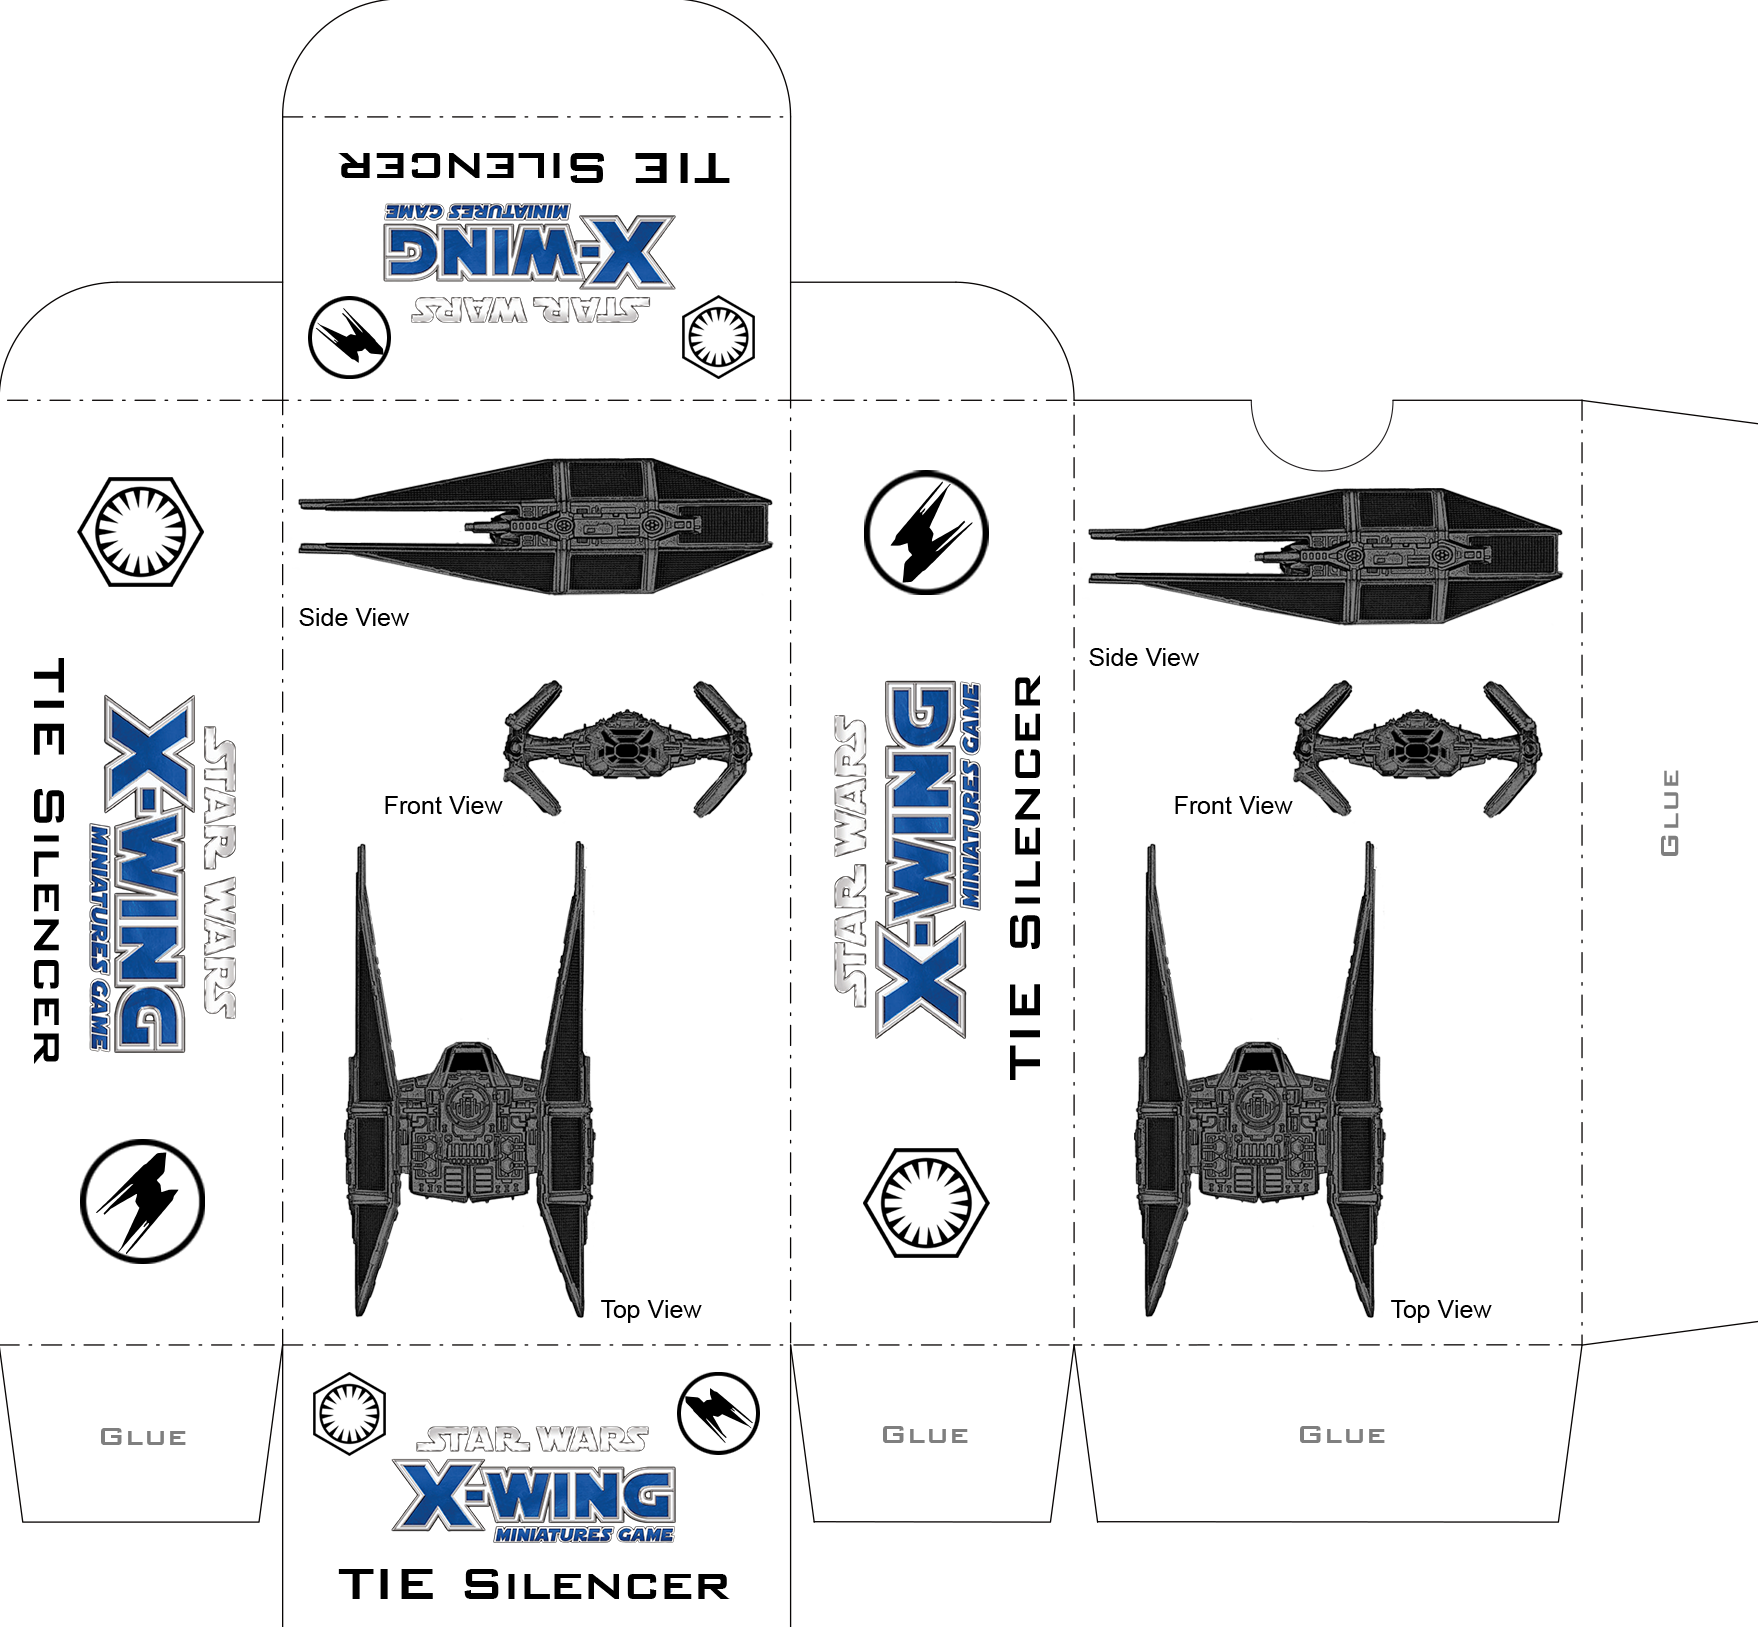 TIE SILENCER
MINIATURES GAME
X-WING
STAR WARS
Side View
Front View
Top View
STAR WARS
X-WING
MINIATURES GAME
TIE SILENCER
STAR WARS
X-WING
MINIATURES GAME
TIE SILENCER
Side View
Front View
Top View
GLUE
GLUE
STAR WARS
X-WING
MINIATURES GAME
TIE SILENCER
GLUE
GLUE